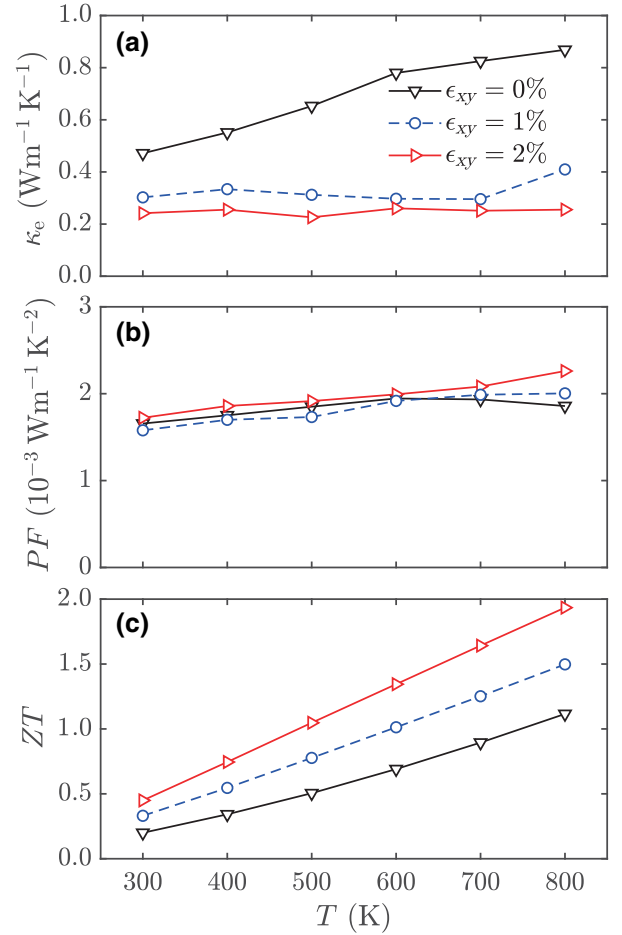 (a)
1.0
0.8
0.6
0.4
0.2
0.0
κe (Wm−1 K−1)
ϵxy = 0%
ϵxy = 1%
ϵxy = 2%
(b)
3
2
1
0
PF (10−3 Wm−1 K−2)
(c)
2.0
1.5
1.0
0.5
0.0
ZT
300 400 500 600 700 800
T (K)